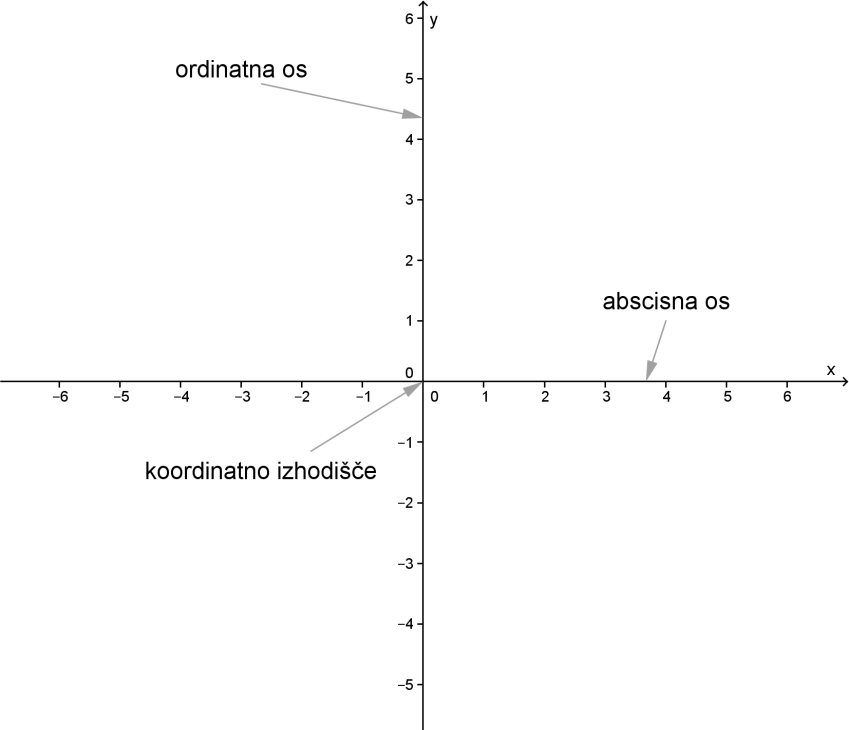 6 y
ordinatna os
5
4
3
2
abscisna os
1
0
x
−6 −5 −4 −3 −2 −1 0 1 2 3 4 5 6
−1
koordinatno izhodišče
−2
−3
−4
−5